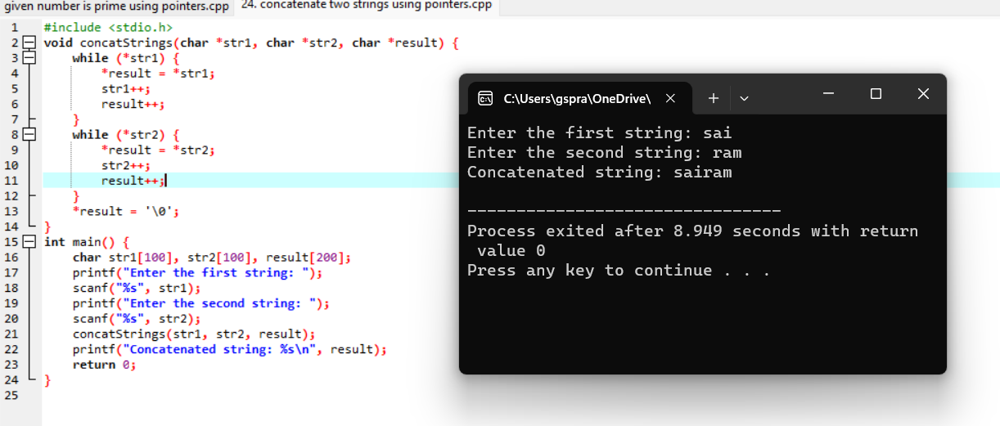 given number is prime using pointers.cpp
24. concatenate two strings using pointers.cpp
1 #include <stdio.h>
2 void concatStrings(char *str1, char *str2, char *result) {
3 while (*str1) {
4 *result = *str1;
5 str1++;
6 result++;
7 }
8 while (*str2) {
9 *result = *str2;
10 str2++;
11 result++;
12 }
13 *result = '\0';
14 }
15 int main() {
16 char str1[100], str2[100], result[200];
17 printf("Enter the first string: ");
18 scanf("%s", str1);
19 printf("Enter the second string: ");
20 scanf("%s", str2);
21 concatStrings(str1, str2, result);
22 printf("Concatenated string: %s\n", result);
23 return 0;
24 }
25
C:\Users\gspra\OneDrive\
Enter the first string: sai
Enter the second string: ram
Concatenated string: sairam
--------------------------------
Process exited after 8.949 seconds with return
value 0
Press any key to continue . . .